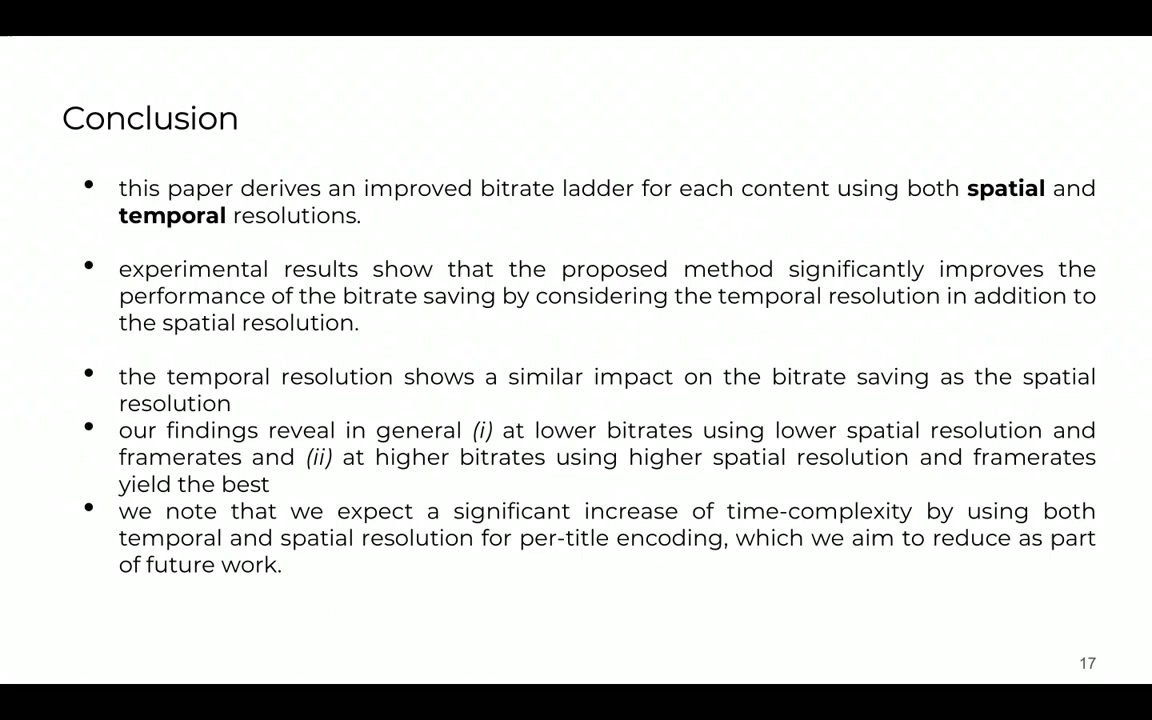 Conclusion
• this paper derives an improved bitrate ladder for each content using both spatial and
temporal resolutions.
• experimental results show that the proposed method significantly improves the
performance of the bitrate saving by considering the temporal resolution in addition to
the spatial resolution.
• the temporal resolution shows a similar impact on the bitrate saving as the spatial
resolution
• our findings reveal in general (i) at lower bitrates using lower spatial resolution and
framerates and (ii) at higher bitrates using higher spatial resolution and framerates
yield the best
• we note that we expect a significant increase of time-complexity by using both
temporal and spatial resolution for per-title encoding, which we aim to reduce as part
of future work.
17